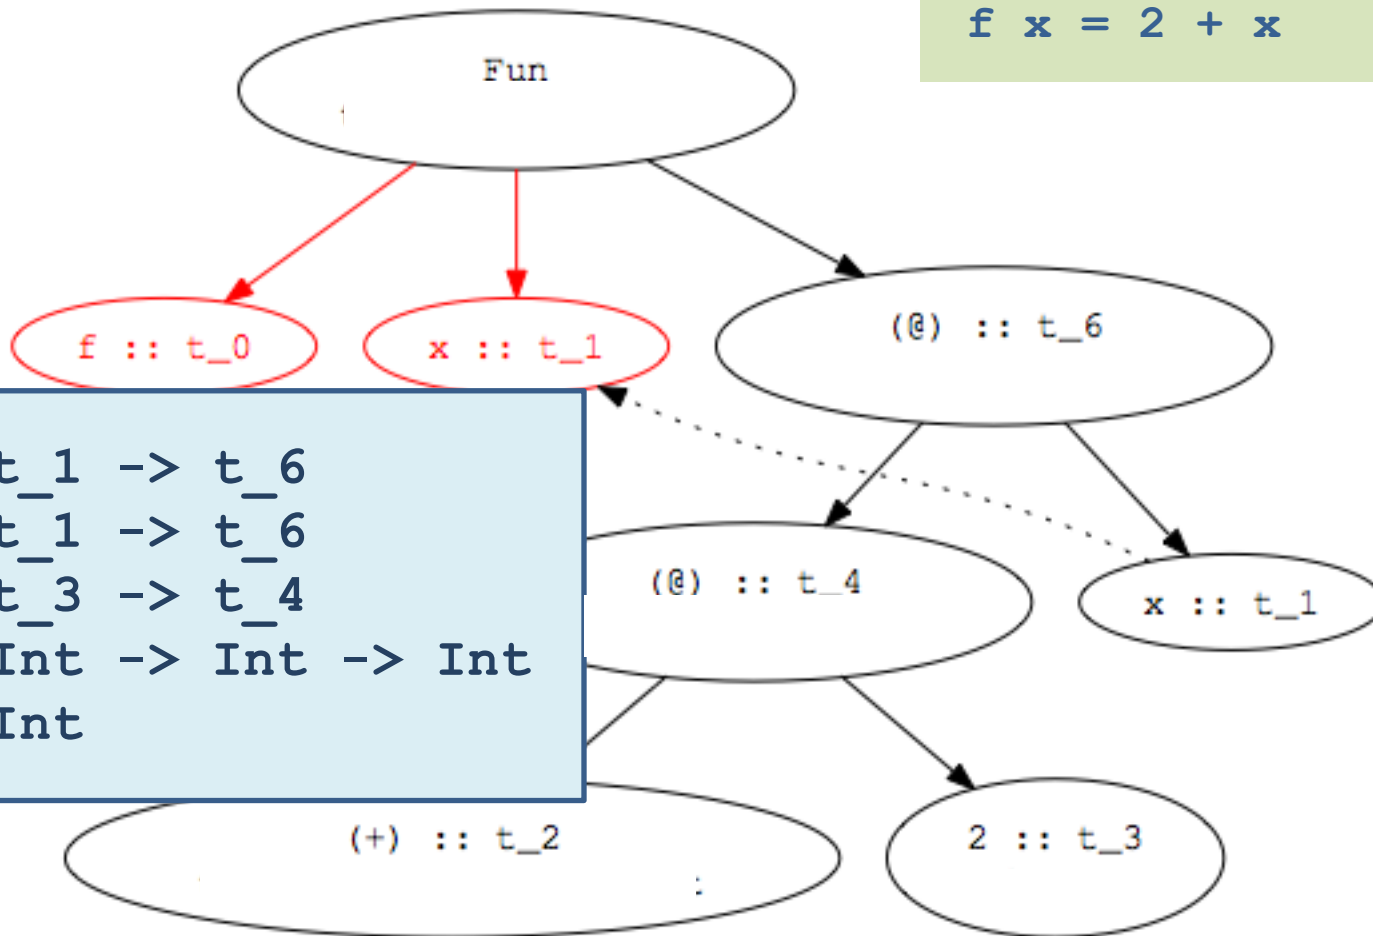 f x = 2 + x
Fun
f :: t_0
x :: t_1
(@) :: t_6
t_1 -> t_6
t_1 -> t_6
t_3 -> t_4
Int -> Int -> Int
Int
(@) :: t_4
x :: t_1
(+) :: t_2
2 :: t_3